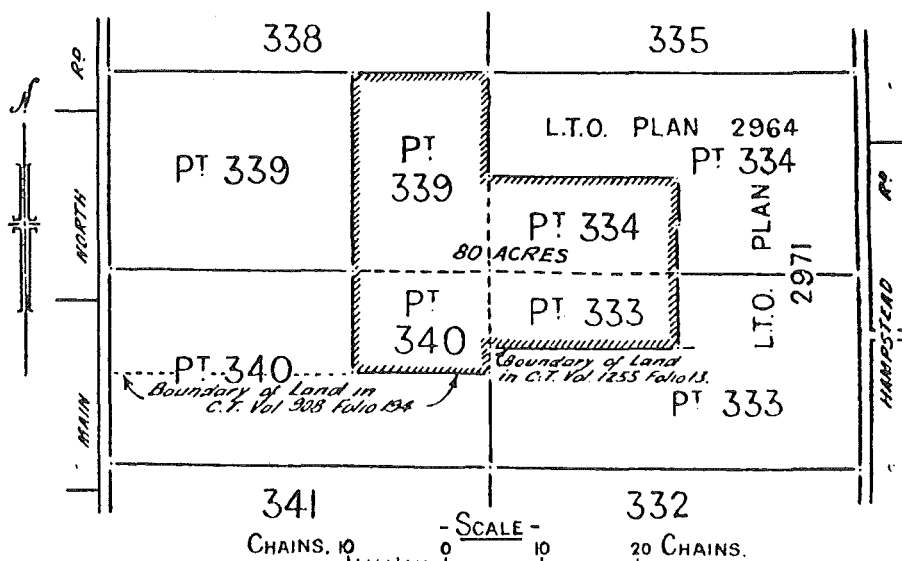 338
335
RD
N
L.T.O. PLAN 2964
PT 334
PT 339
PT 339
RD
PT 334
L.T.O. PLAN 2971
NORTH
80 ACRES
PT 340
PT 333
HAMPSTEAD
PT 340
Boundary of Land in C.T. Vol 1255 Folio 13.
Boundary of Land in
C.T. Vol 908 Folio 194
PT 333
MAIN
341
332
- SCALE -
CHAINS. 10 0 10 20 CHAINS.